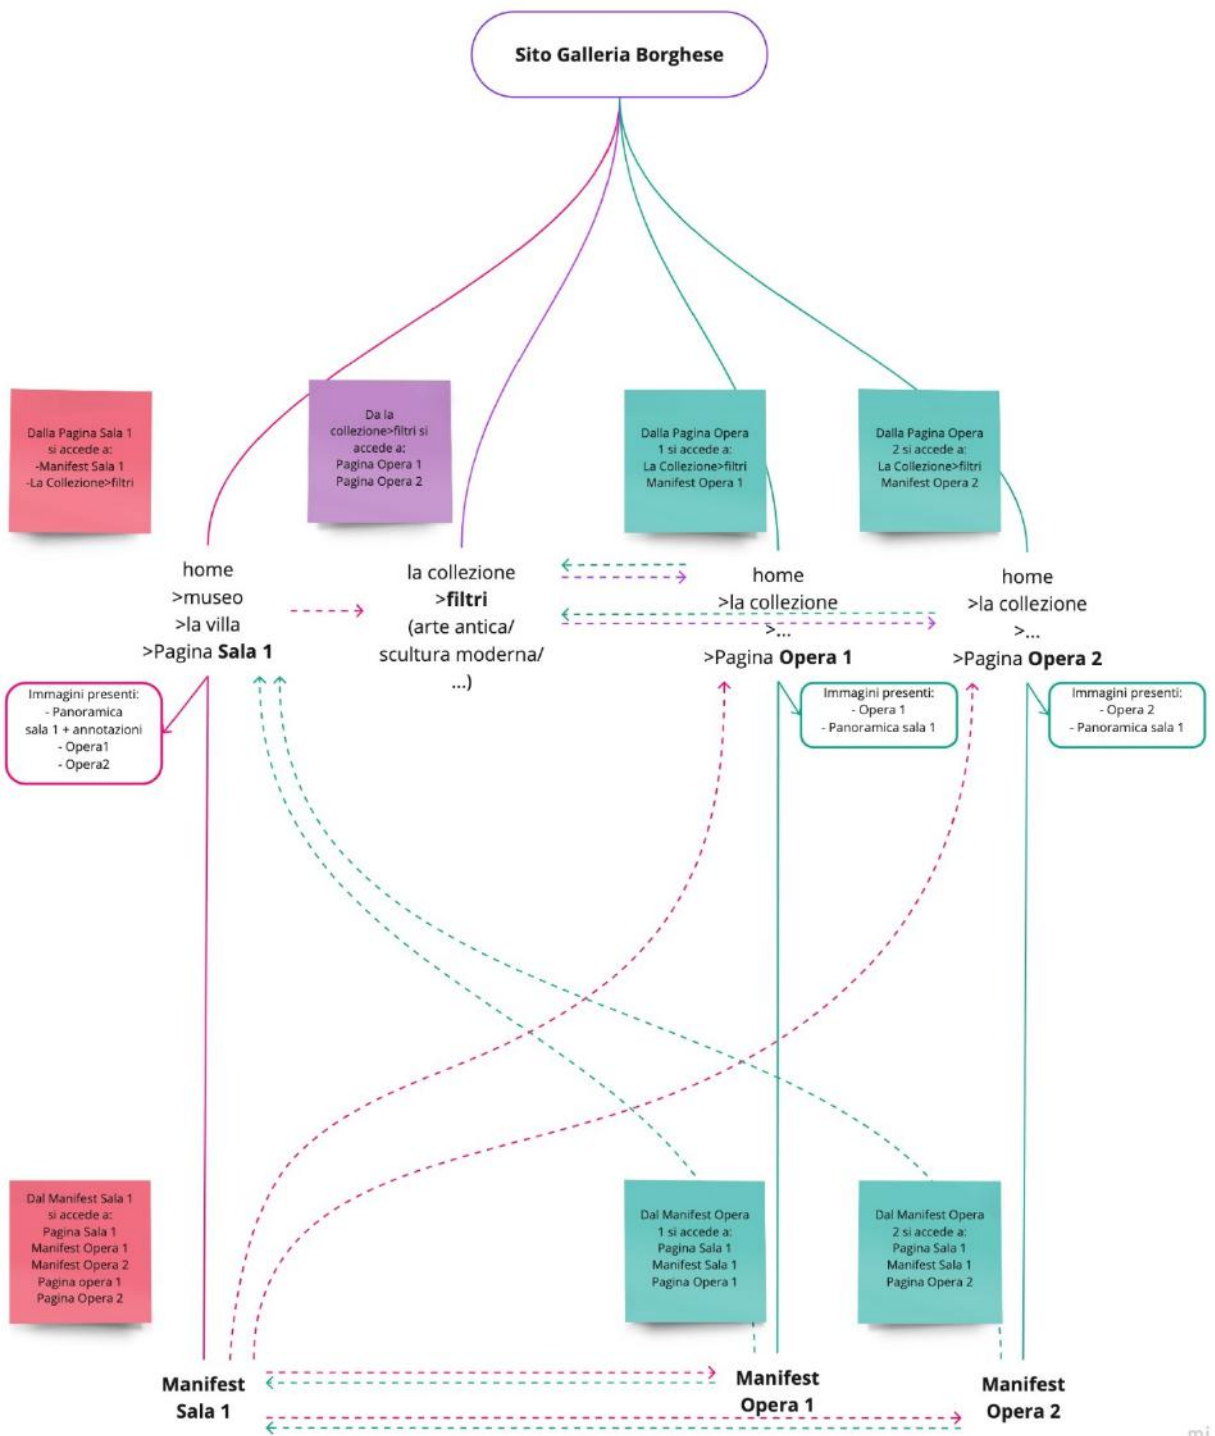 Sito Galleria Borghese
Dalla Pagina Sala 1
si accede a:
-Manifest Sala 1
-La Collezione>filtri
Da la
collezione>filtri si
accede a:
Pagina Opera 1
Pagina Opera 2
Dalla Pagina Opera
1 si accede a:
La Collezione>filtri
Manifest Opera 1
Dalla Pagina Opera
2 si accede a:
La Collezione>filtri
Manifest Opera 2
home
>museo
>la villa
>Pagina Sala 1
la collezione
>filtri
(arte antica/
scultura moderna/
...)
home
>la collezione
>...
>Pagina Opera 1
home
>la collezione
>...
>Pagina Opera 2
Immagini presenti:
- Panoramica
sala 1 + annotazioni
- Opera1
- Opera2
Immagini presenti:
- Opera 1
- Panoramica sala 1
Immagini presenti:
- Opera 2
- Panoramica sala 1
Dal Manifest Sala 1
si accede a:
Pagina Sala 1
Manifest Opera 1
Manifest Opera 2
Pagina opera 1
Pagina Opera 2
Dal Manifest Opera
1 si accede a:
Pagina Sala 1
Manifest Sala 1
Pagina Opera 1
Dal Manifest Opera
2 si accede a:
Pagina Sala 1
Manifest Sala 1
Pagina Opera 2
Manifest
Sala 1
Manifest
Opera 1
Manifest
Opera 2